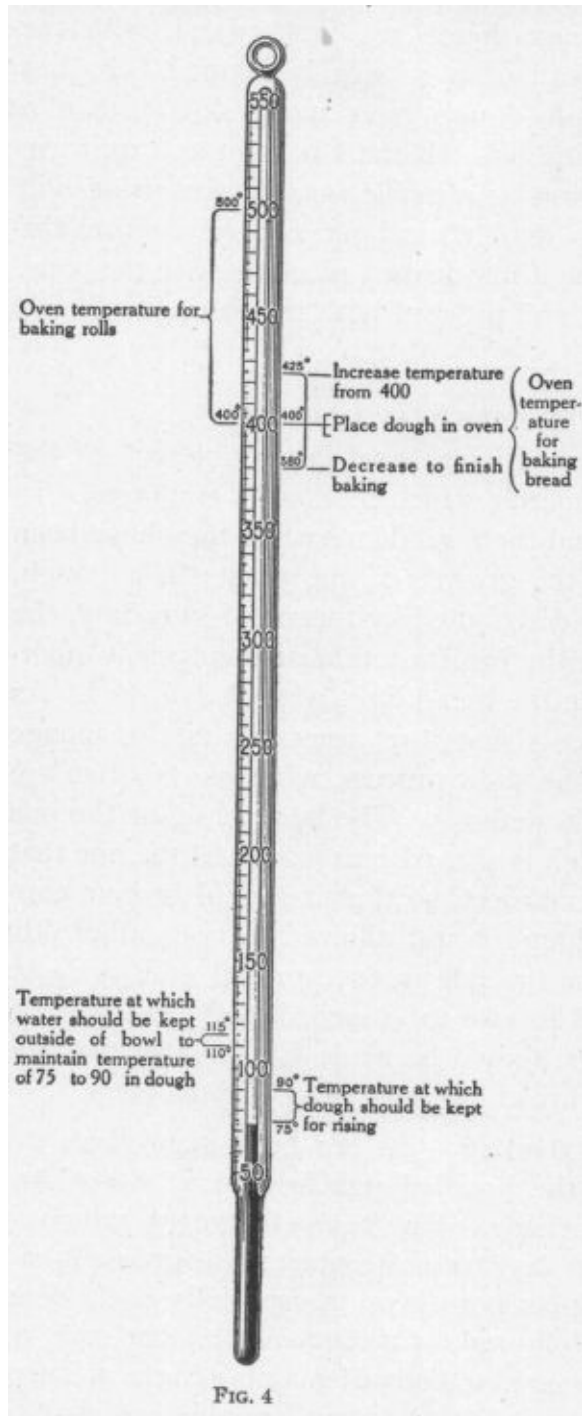 550
500°
500
Oven temperature for
baking rolls
450
425°
Increase temperature
from 400
400°
400
400°
Place dough in oven
380°
Decrease to finish
baking
Oven
temper-
ature
for
baking
bread
350
300
250
200
150
Temperature at which
water should be kept
outside of bowl to
maintain temperature
of 75 to 90 in dough
115°
110°
100
90°
75°
Temperature at which
dough should be kept
for rising
50
FIG. 4